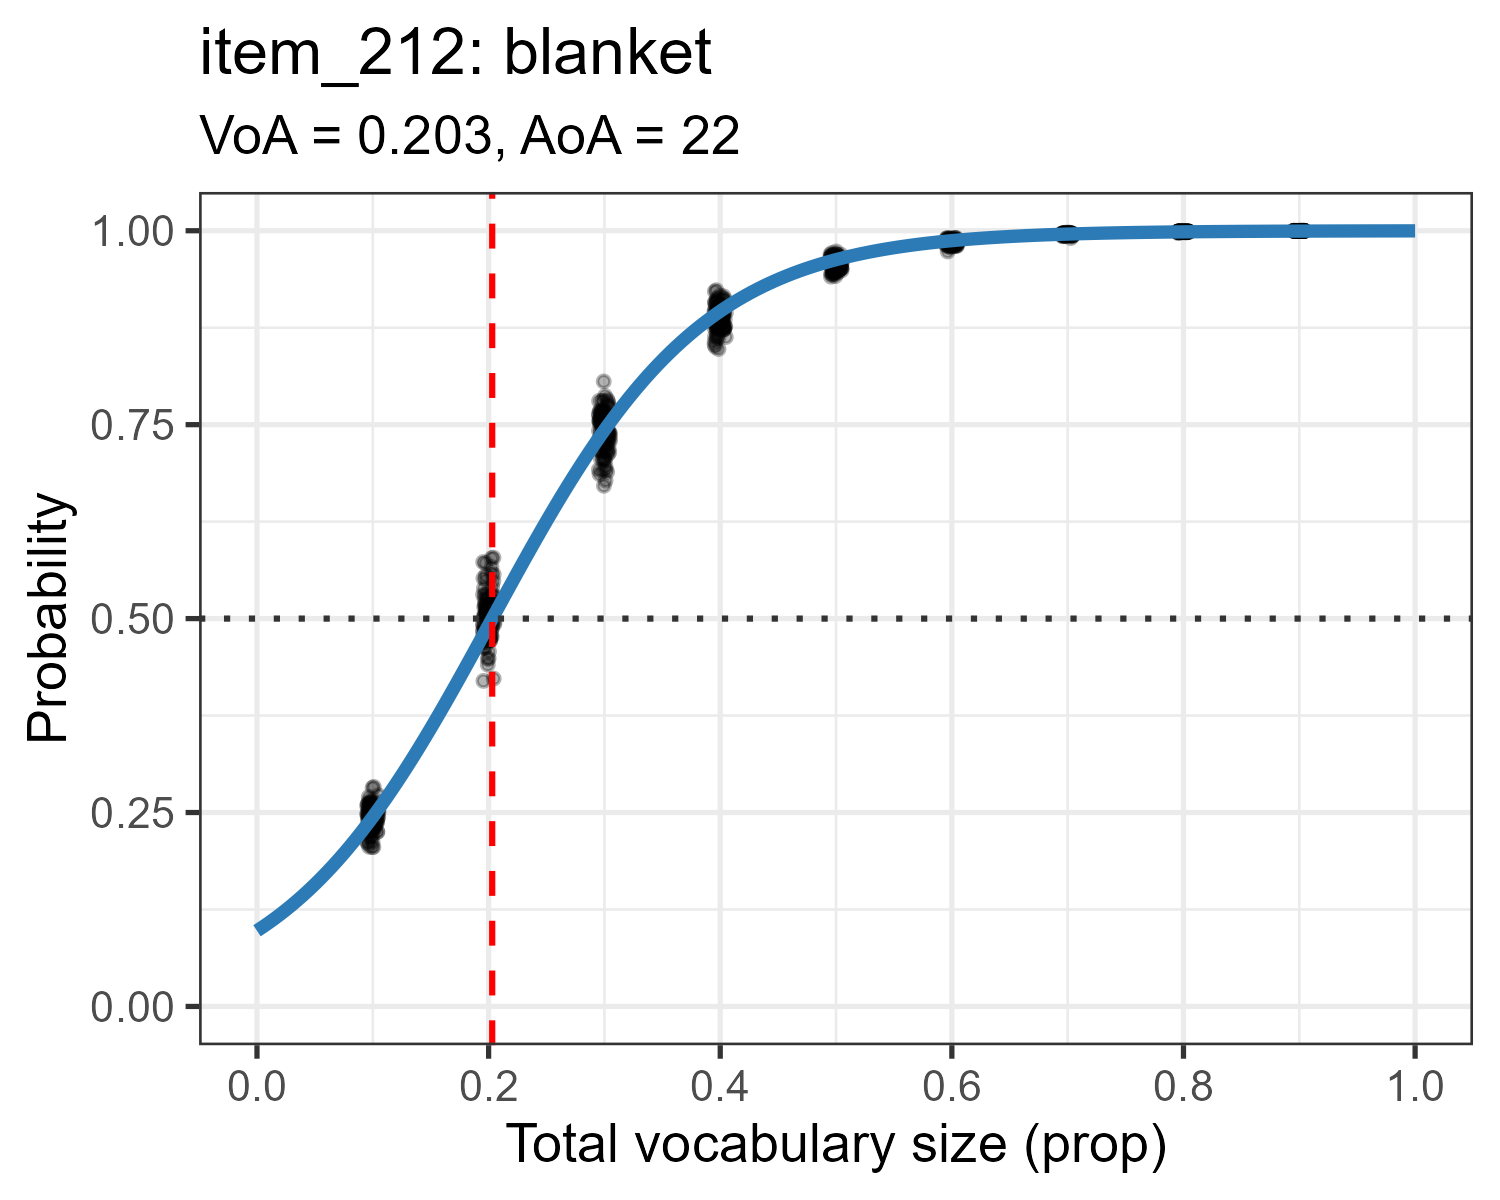 item_212: blanket
VoA = 0.203, AoA = 22
1.00
0.75
0.50
0.25
0.00
Probability
0.0 0.2 0.4 0.6 0.8 1.0
Total vocabulary size (prop)